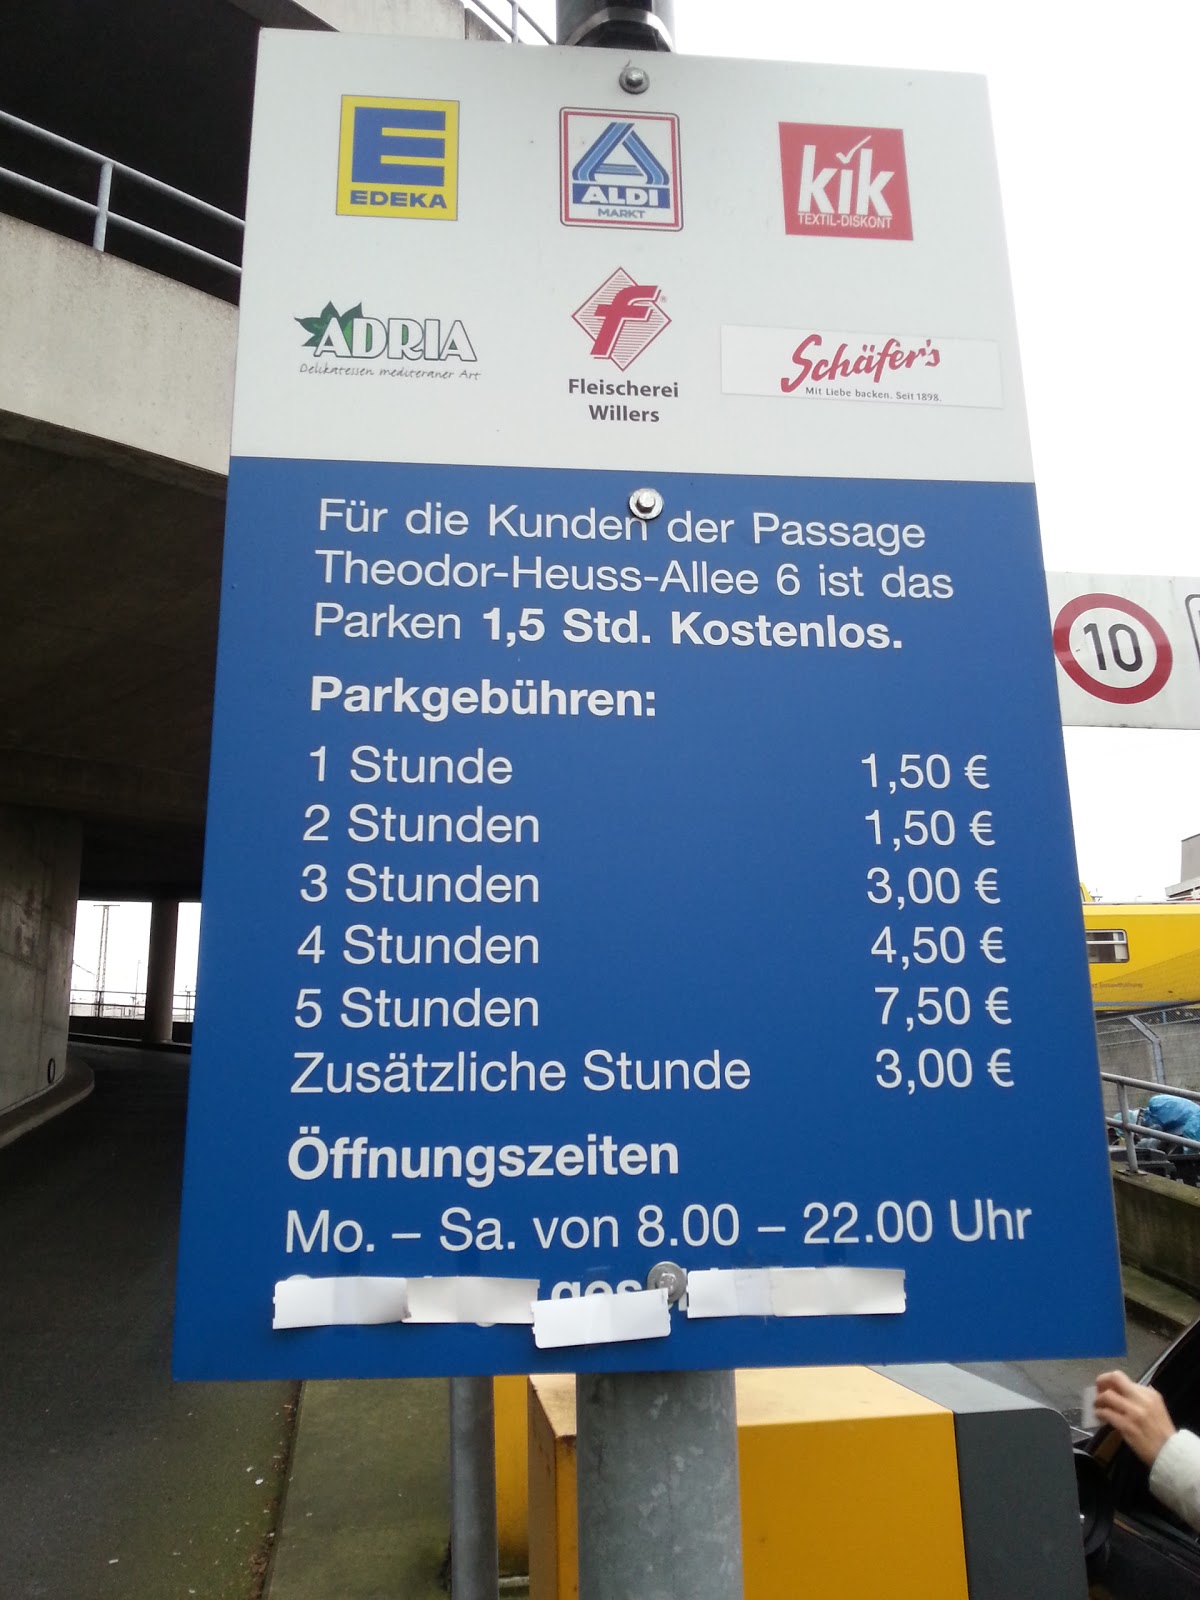 EDEKA
ALDI
MARKT
kik
TEXTIL-DISKONT
ADRIA
Delikatessen mediteraner Art
f
Fleischerei
Willers
Schäfer's
Mit Liebe backen. Seit 1898.
Für die Kunden der Passage
Theodor-Heuss-Allee 6 ist das
Parken 1,5 Std. Kostenlos.
Parkgebühren:
1 Stunde 1,50 €
2 Stunden 1,50 €
3 Stunden 3,00 €
4 Stunden 4,50 €
5 Stunden 7,50 €
Zusätzliche Stunde 3,00 €
Öffnungszeiten
Mo. – Sa. von 8.00 – 22.00 Uhr
10